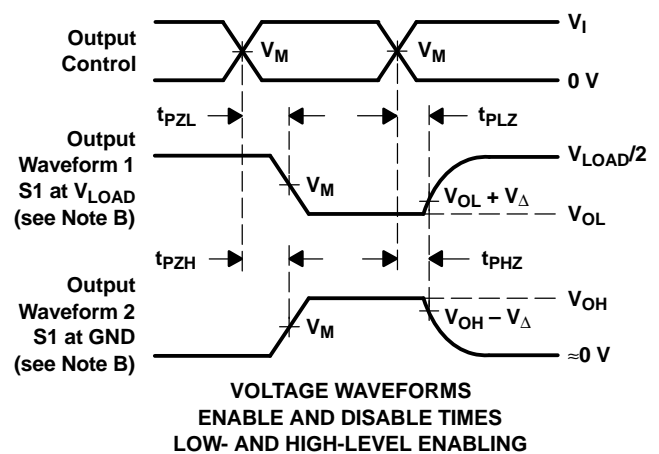 Output
Control
V_M
V_M
V_I
0 V
t_PZL
t_PLZ
Output
Waveform 1
S1 at V_LOAD
(see Note B)
V_M
V_LOAD/2
V_OL + V_Δ
V_OL
t_PZH
t_PHZ
Output
Waveform 2
S1 at GND
(see Note B)
V_M
V_OH
V_OH − V_Δ
≈0 V
VOLTAGE WAVEFORMS
ENABLE AND DISABLE TIMES
LOW- AND HIGH-LEVEL ENABLING